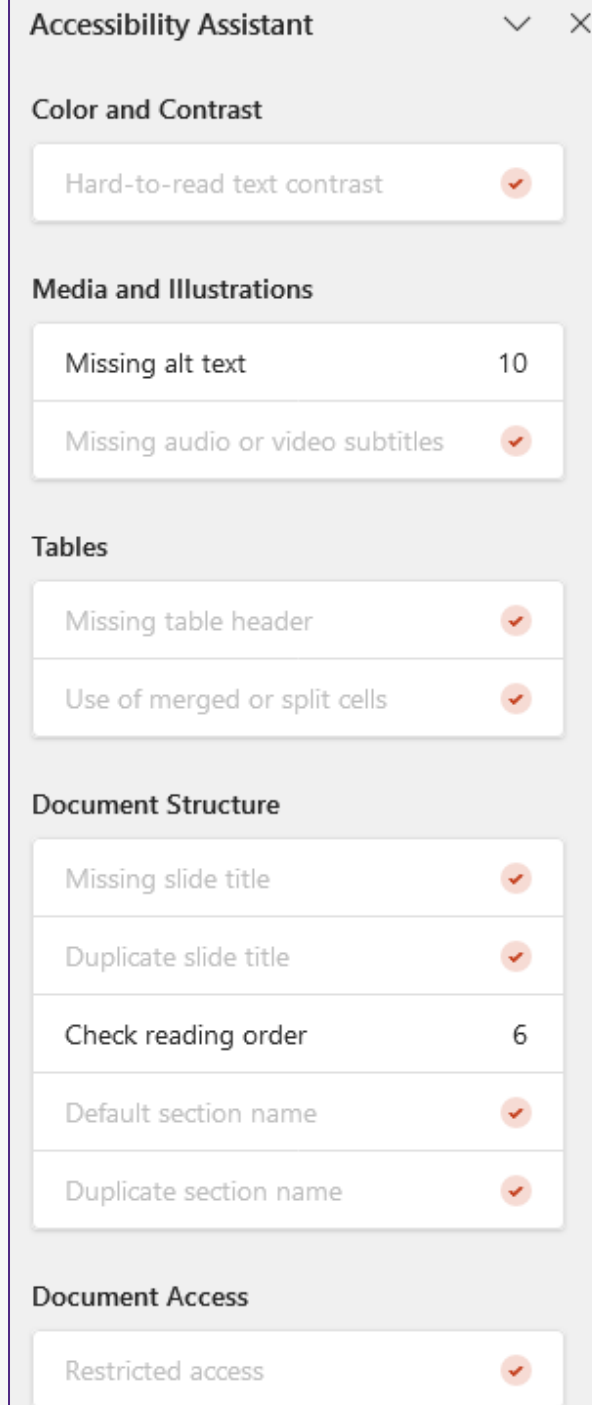 Accessibility Assistant
Color and Contrast
Hard-to-read text contrast
Media and Illustrations
Missing alt text 10
Missing audio or video subtitles
Tables
Missing table header
Use of merged or split cells
Document Structure
Missing slide title
Duplicate slide title
Check reading order 6
Default section name
Duplicate section name
Document Access
Restricted access